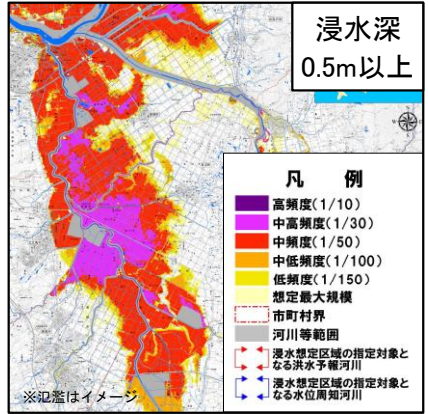 浸水深
0.5m以上
凡 例
高頻度(1/10)
中高頻度(1/30)
中頻度(1/50)
中低頻度(1/100)
低頻度(1/150)
想定最大規模
市町村界
河川等範囲
浸水想定区域の指定対象と
なる洪水予報河川
浸水想定区域の指定対象と
なる水位周知河川
※氾濫はイメージ